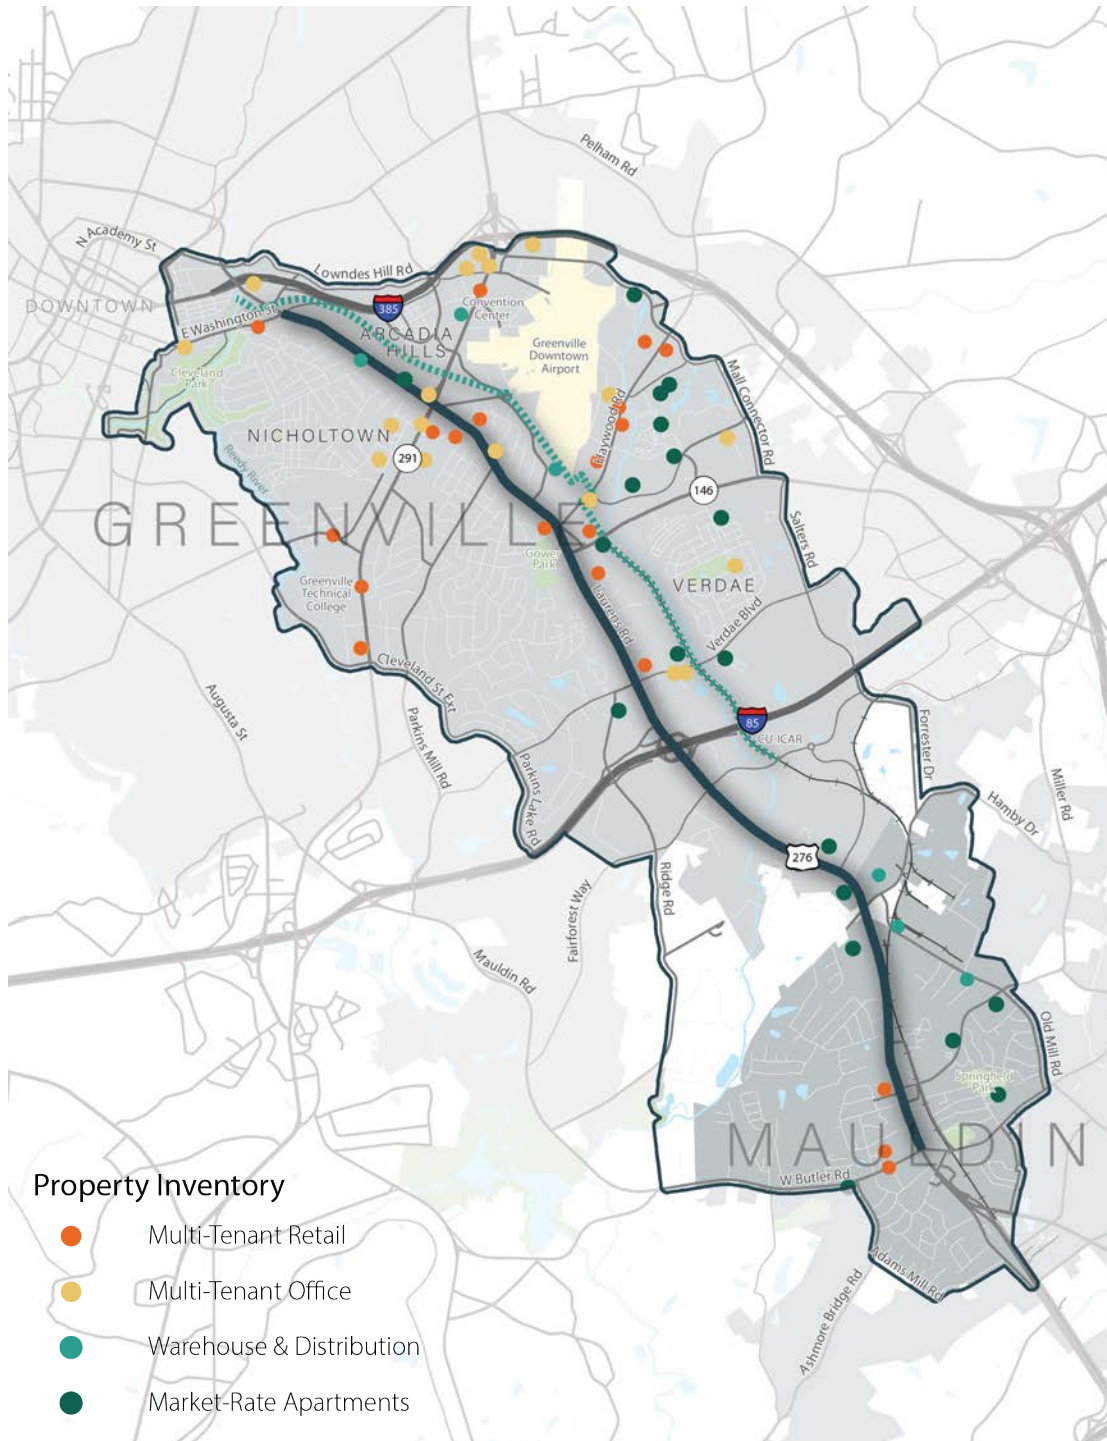 Pelham Rd
N Academy St
Lowndes Hill Rd
DOWNTOWN
385
Convention
Center
E Washington St
ARCADIA
HILLS
Greenville
Downtown
Airport
Cleveland
Park
Mall Connector Rd
Haywood Rd
NICHOLTOWN
291
Reedy River
146
GREENVILLE
Salters Rd
Gower
Park
Greenville
Technical
College
VERDAE
Laurens Rd
Verdae Blvd
Cleveland St Ext
Augusta St
Parkins Mill Rd
85
CU-ICAR
Forrester Dr
Parkins Lake Rd
Miller Rd
Hamby Dr
276
Ridge Rd
Fairforest Way
Mauldin Rd
Old Mill Rd
Springfield
Park
MAULDIN
W Butler Rd
Adams Mill Rd
Ashmore Bridge Rd
Property Inventory
Multi-Tenant Retail
Multi-Tenant Office
Warehouse & Distribution
Market-Rate Apartments